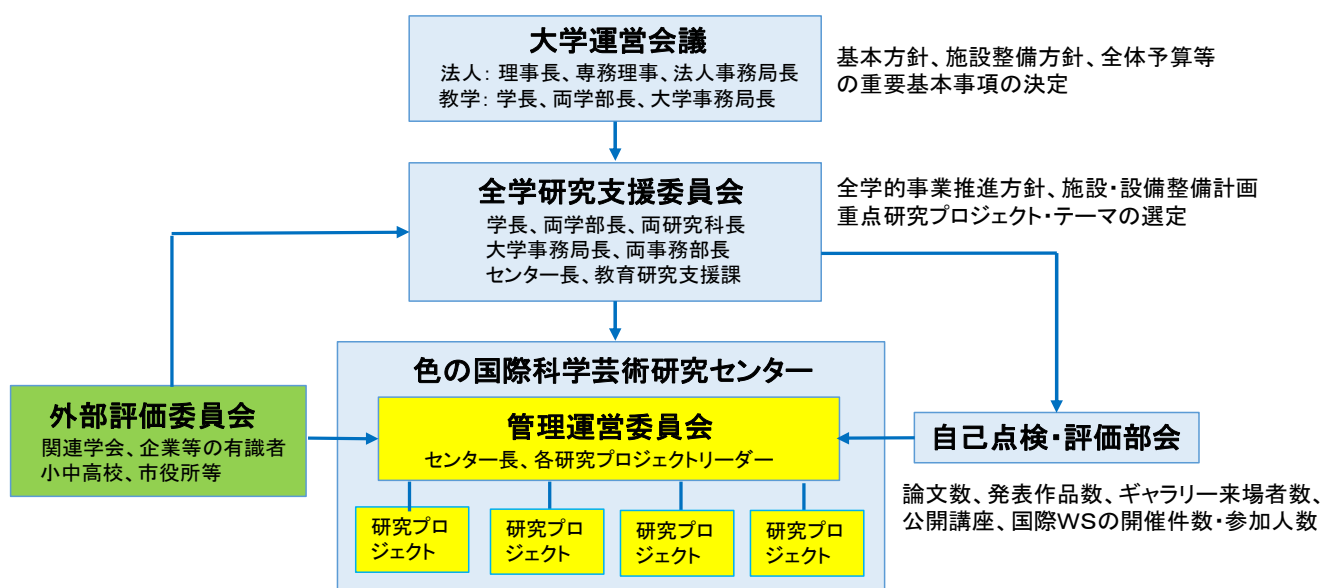 大学運営会議
法人：理事長、専務理事、法人事務局長
教学：学長、両学部長、大学事務局長
基本方針、施設整備方針、全体予算等
の重要基本事項の決定
全学研究支援委員会
学長、両学部長、両研究科長
大学事務局長、両事務部長
センター長、教育研究支援課
全学的事業推進方針、施設・設備整備計画
重点研究プロジェクト・テーマの選定
色の国際科学芸術研究センター
外部評価委員会
関連学会、企業等の有識者
小中高校、市役所等
管理運営委員会
センター長、各研究プロジェクトリーダー
自己点検・評価部会
論文数、発表作品数、ギャラリー来場者数、
公開講座、国際WSの開催件数・参加人数
研究プロ
ジェクト
研究プロ
ジェクト
研究プロ
ジェクト
研究プロ
ジェクト